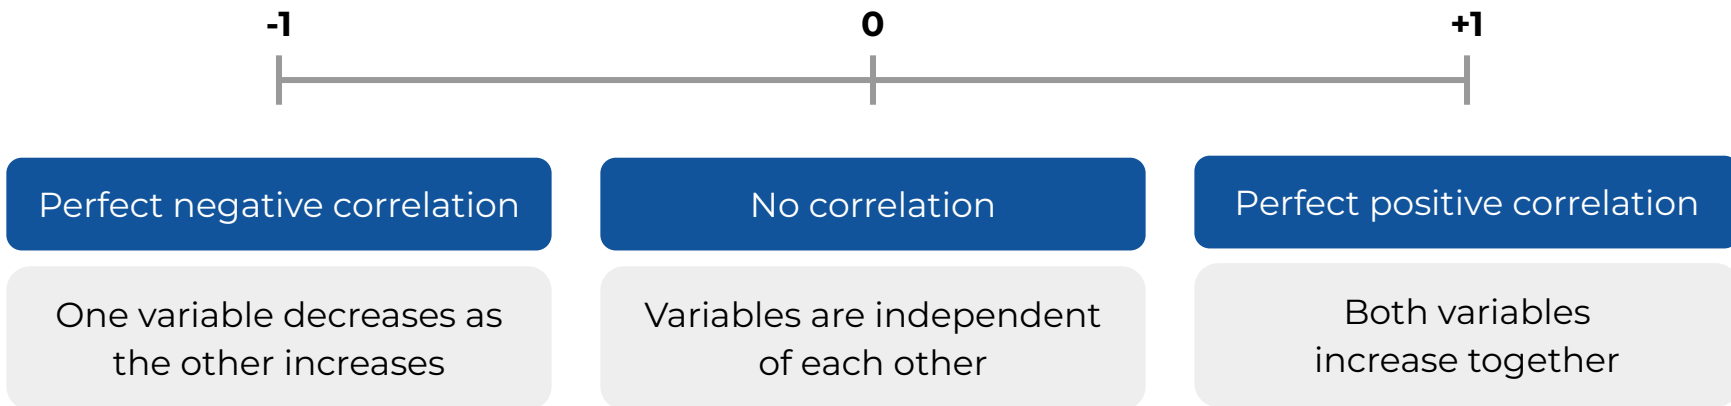 -1
0
+1
Perfect negative correlation
No correlation
Perfect positive correlation
One variable decreases as
the other increases
Variables are independent
of each other
Both variables
increase together